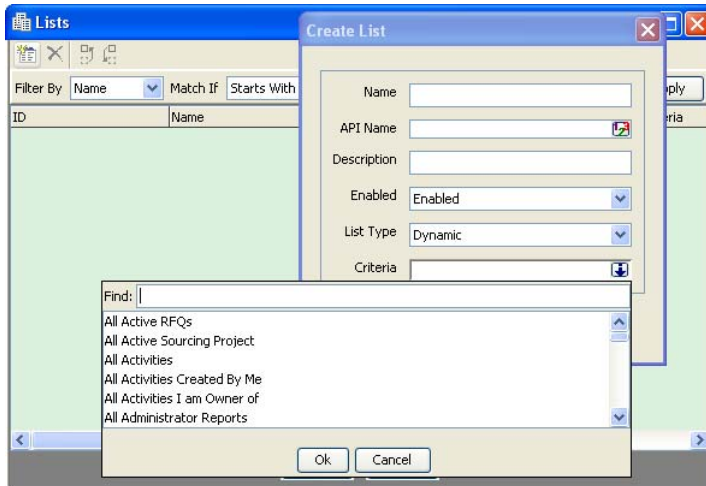 Lists
Create List
Filter By Name Match If Starts With
ID Name
Name
API Name
Description
Enabled Enabled
List Type Dynamic
Criteria
Find:
All Active RFQs
All Active Sourcing Project
All Activities
All Activities Created By Me
All Activities I am Owner of
All Administrator Reports
Ok Cancel